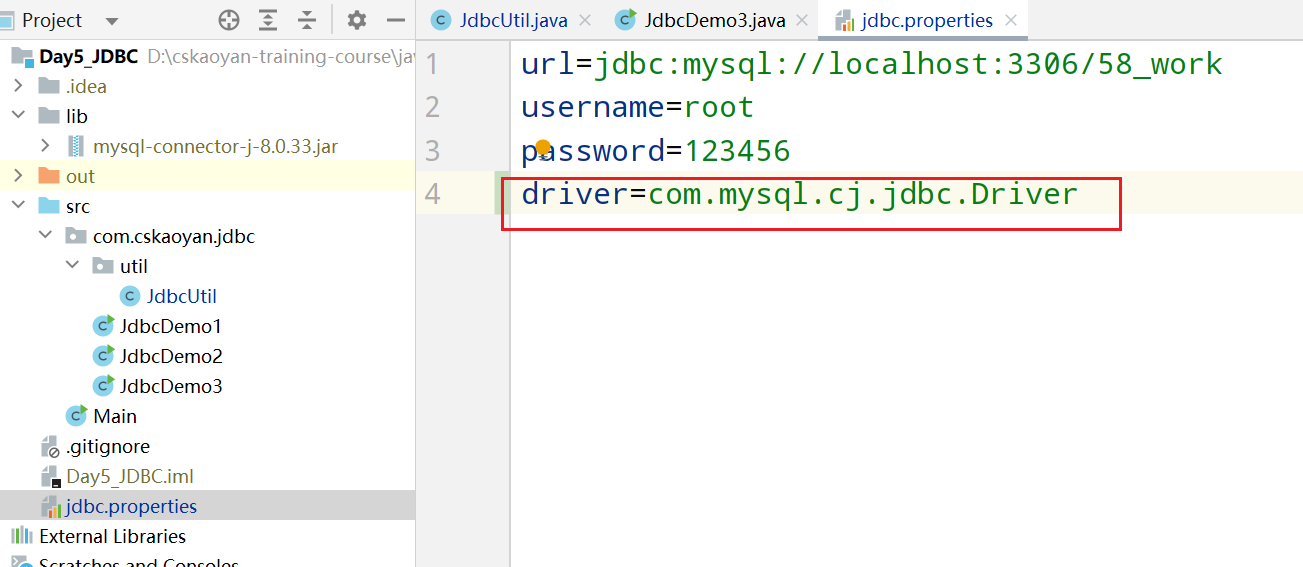 Project
JdbcUtil.java
JdbcDemo3.java
jdbc.properties
Day5_JDBC D:\cskaoyan-training-course\jav
.idea
lib
mysql-connector-j-8.0.33.jar
out
src
com.cskaoyan.jdbc
util
JdbcUtil
JdbcDemo1
JdbcDemo2
JdbcDemo3
Main
.gitignore
Day5_JDBC.iml
jdbc.properties
External Libraries
Scratches and Consoles
1 url=jdbc:mysql://localhost:3306/58_work
2 username=root
3 password=123456
4 driver=com.mysql.cj.jdbc.Driver